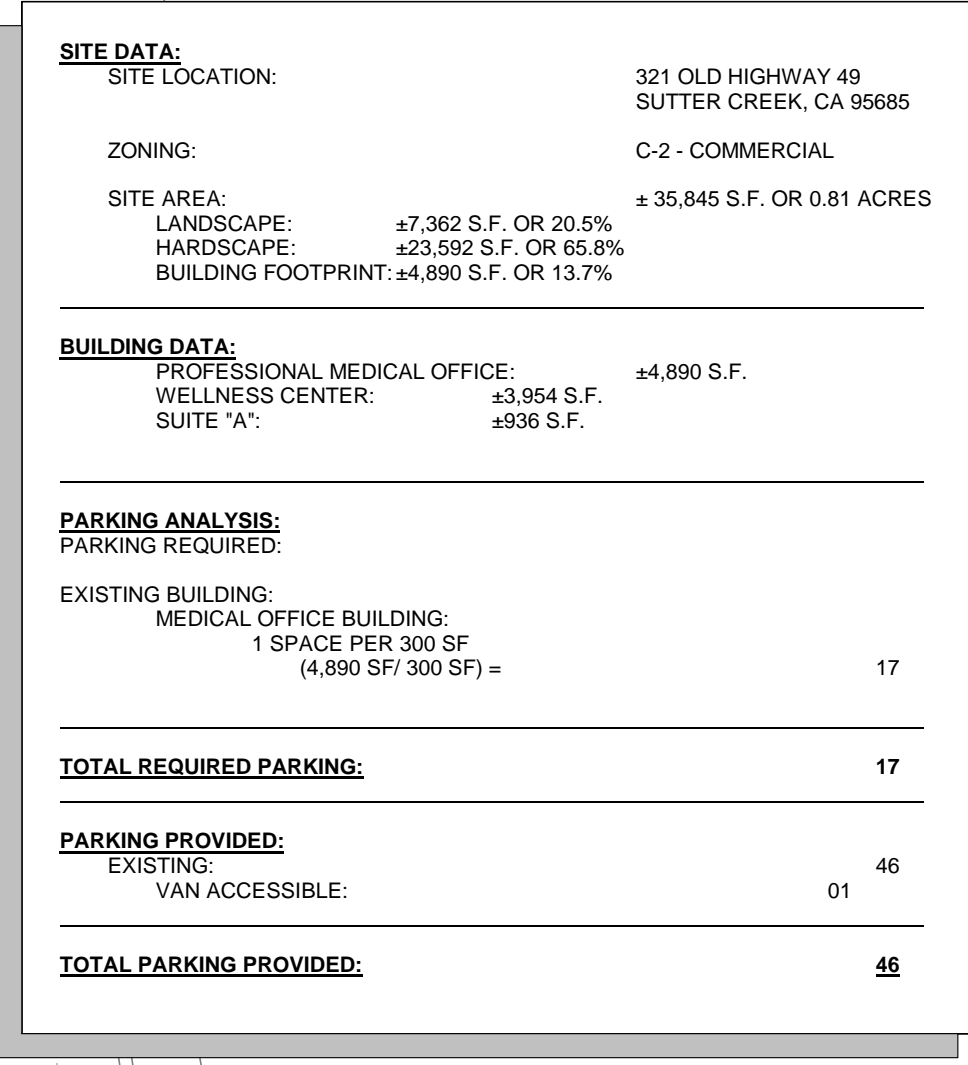 SITE DATA:
SITE LOCATION: 321 OLD HIGHWAY 49
SUTTER CREEK, CA 95685
ZONING: C-2 - COMMERCIAL
SITE AREA: ± 35,845 S.F. OR 0.81 ACRES
LANDSCAPE: ±7,362 S.F. OR 20.5%
HARDSCAPE: ±23,592 S.F. OR 65.8%
BUILDING FOOTPRINT: ±4,890 S.F. OR 13.7%
BUILDING DATA:
PROFESSIONAL MEDICAL OFFICE: ±4,890 S.F.
WELLNESS CENTER: ±3,954 S.F.
SUITE "A": ±936 S.F.
PARKING ANALYSIS:
PARKING REQUIRED:
EXISTING BUILDING:
MEDICAL OFFICE BUILDING:
1 SPACE PER 300 SF
(4,890 SF/ 300 SF) = 17
TOTAL REQUIRED PARKING: 17
PARKING PROVIDED:
EXISTING: 46
VAN ACCESSIBLE: 01
TOTAL PARKING PROVIDED: 46